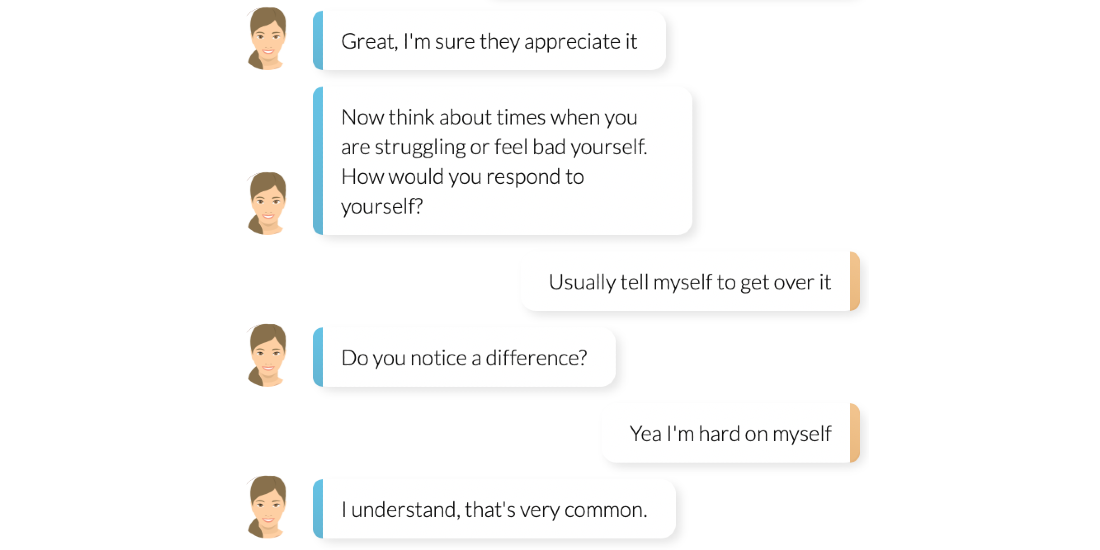 Great, I'm sure they appreciate it
Now think about times when you
are struggling or feel bad yourself.
How would you respond to
yourself?
Usually tell myself to get over it
Do you notice a difference?
Yea I'm hard on myself
I understand, that's very common.